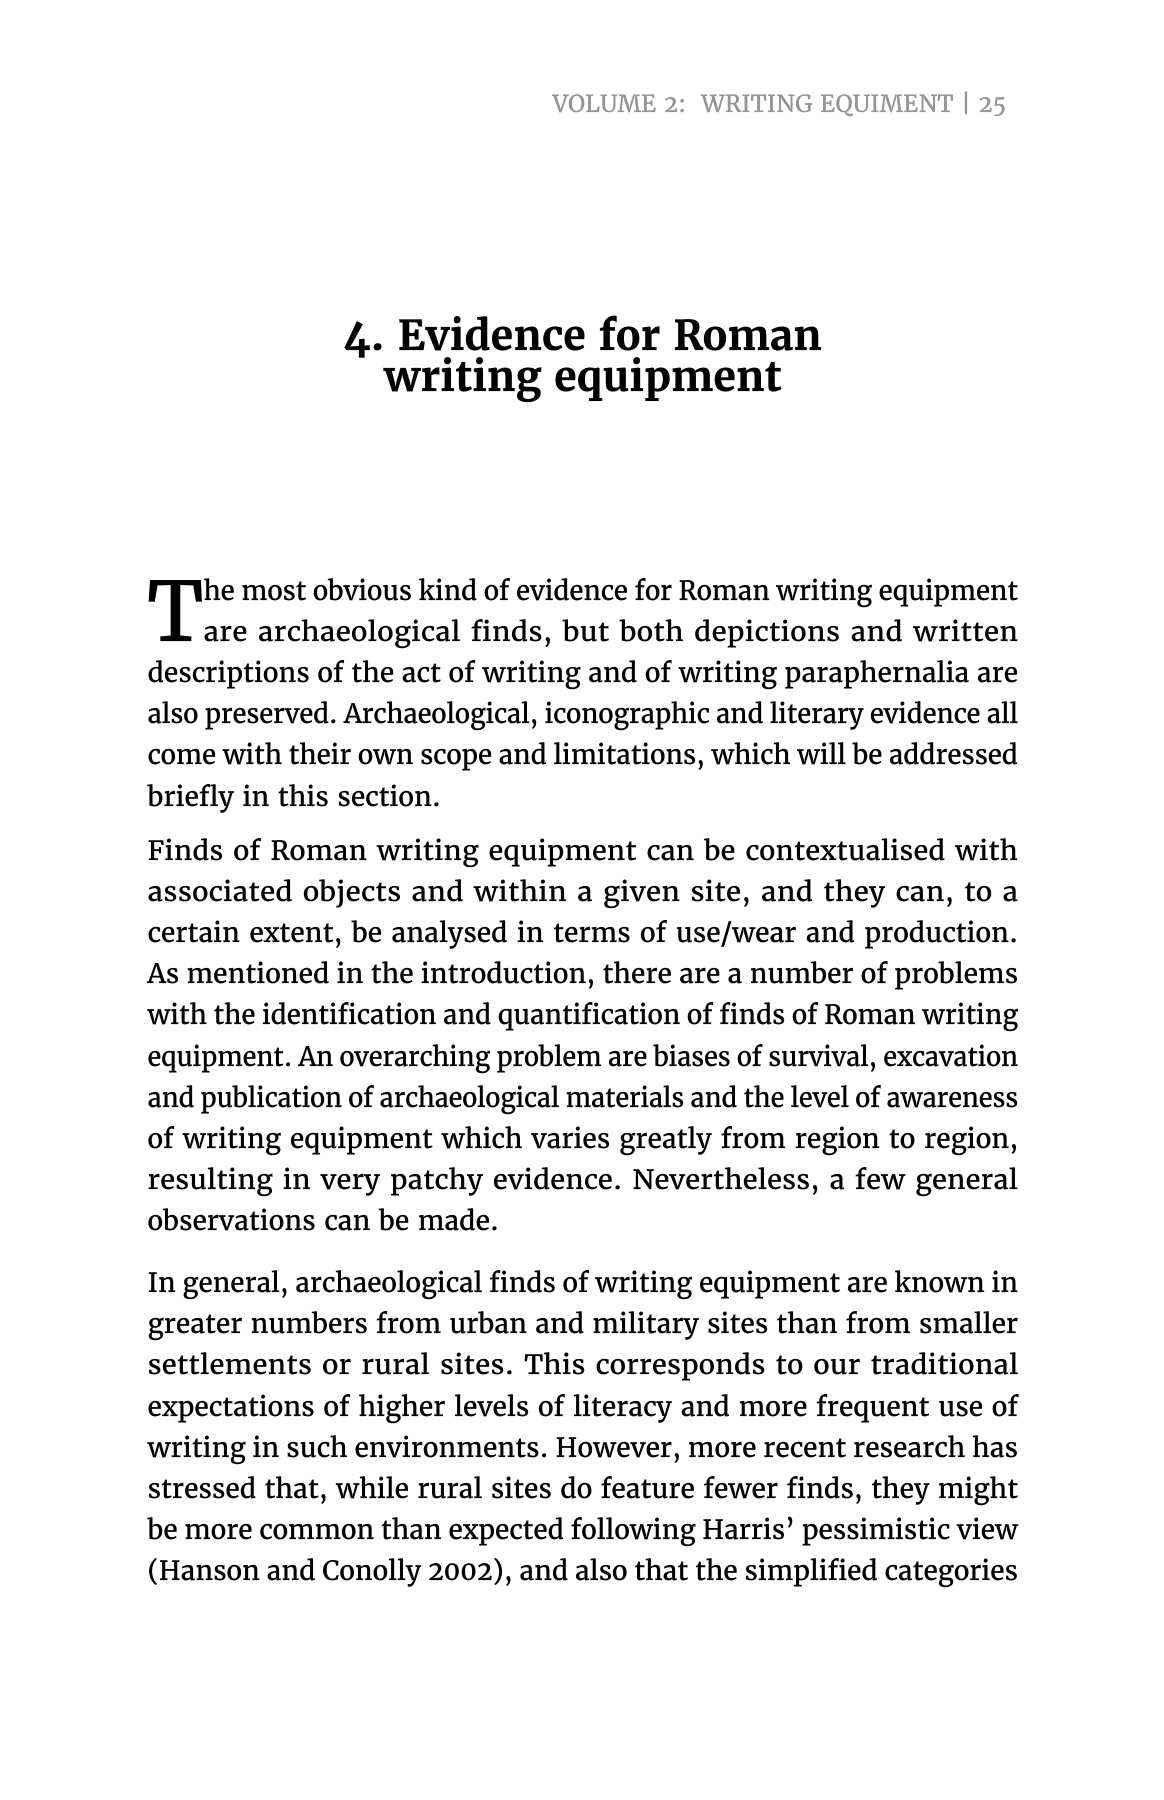 VOLUME 2: WRITING EQUIMENT | 25
4. Evidence for Roman
writing equipment
The most obvious kind of evidence for Roman writing equipment
are archaeological finds, but both depictions and written
descriptions of the act of writing and of writing paraphernalia are
also preserved. Archaeological, iconographic and literary evidence all
come with their own scope and limitations, which will be addressed
briefly in this section.
Finds of Roman writing equipment can be contextualised with
associated objects and within a given site, and they can, to a
certain extent, be analysed in terms of use/wear and production.
As mentioned in the introduction, there are a number of problems
with the identification and quantification of finds of Roman writing
equipment. An overarching problem are biases of survival, excavation
and publication of archaeological materials and the level of awareness
of writing equipment which varies greatly from region to region,
resulting in very patchy evidence. Nevertheless, a few general
observations can be made.
In general, archaeological finds of writing equipment are known in
greater numbers from urban and military sites than from smaller
settlements or rural sites. This corresponds to our traditional
expectations of higher levels of literacy and more frequent use of
writing in such environments. However, more recent research has
stressed that, while rural sites do feature fewer finds, they might
be more common than expected following Harris’ pessimistic view
(Hanson and Conolly 2002), and also that the simplified categories